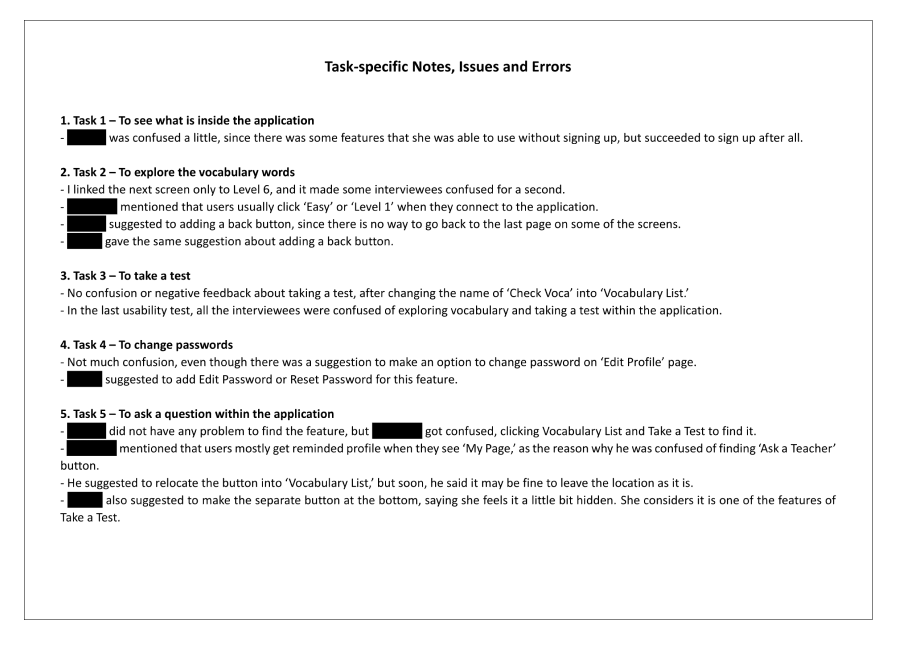 Task-specific Notes, Issues and Errors
1. Task 1 – To see what is inside the application
- was confused a little, since there was some features that she was able to use without signing up, but succeeded to sign up after all.
2. Task 2 – To explore the vocabulary words
- I linked the next screen only to Level 6, and it made some interviewees confused for a second.
- mentioned that users usually click ‘Easy’ or ‘Level 1’ when they connect to the application.
- suggested to adding a back button, since there is no way to go back to the last page on some of the screens.
- gave the same suggestion about adding a back button.
3. Task 3 – To take a test
- No confusion or negative feedback about taking a test, after changing the name of ‘Check Voca’ into ‘Vocabulary List.’
- In the last usability test, all the interviewees were confused of exploring vocabulary and taking a test within the application.
4. Task 4 – To change passwords
- Not much confusion, even though there was a suggestion to make an option to change password on ‘Edit Profile’ page.
- suggested to add Edit Password or Reset Password for this feature.
5. Task 5 – To ask a question within the application
- did not have any problem to find the feature, but got confused, clicking Vocabulary List and Take a Test to find it.
- mentioned that users mostly get reminded profile when they see ‘My Page,’ as the reason why he was confused of finding ‘Ask a Teacher’
button.
- He suggested to relocate the button into ‘Vocabulary List,’ but soon, he said it may be fine to leave the location as it is.
- also suggested to make the separate button at the bottom, saying she feels it a little bit hidden. She considers it is one of the features of
Take a Test.